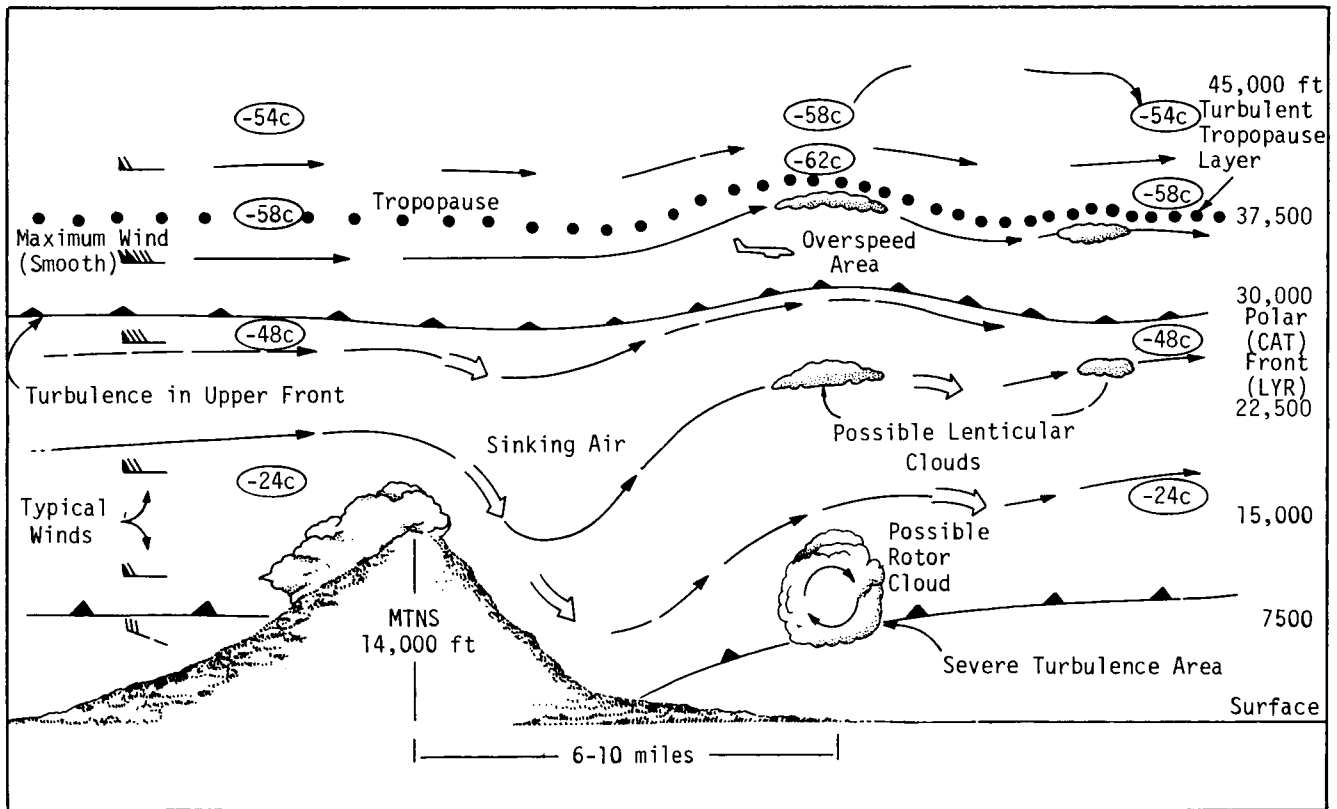 45,000 ft
-54c
-58c
-54c
Turbulent
Tropopause
Layer
-62c
-58c
Tropopause
-58c
37,500
Maximum Wind
(Smooth)
Overspeed
Area
30,000
Polar
(CAT)
Front
(LYR)
-48c
-48c
Turbulence in Upper Front
22,500
Sinking Air
Possible Lenticular
Clouds
-24c
-24c
Typical
Winds
15,000
Possible
Rotor
Cloud
MTNS
14,000 ft
7500
Severe Turbulence Area
Surface
6-10 miles